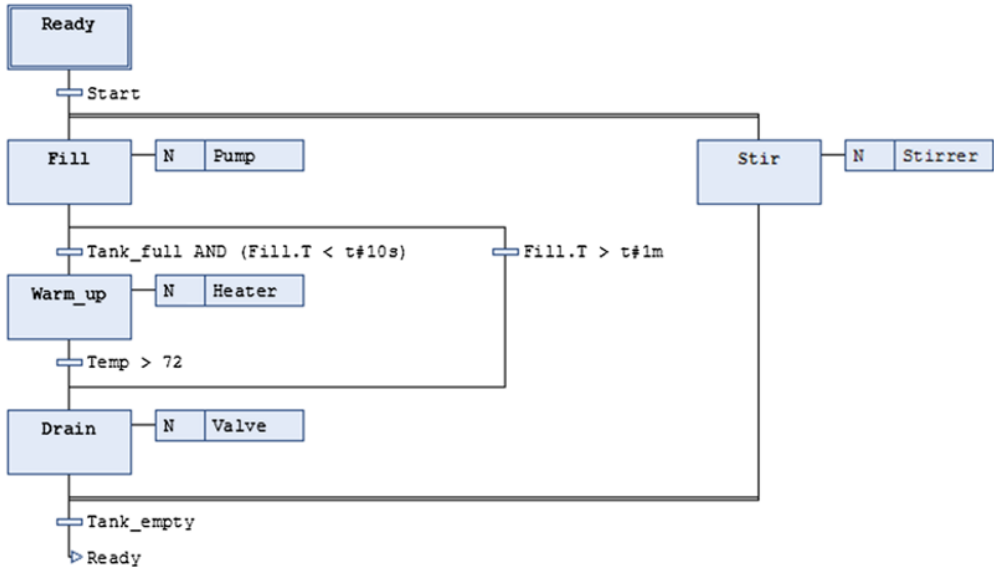 Ready
Start
Fill
N Pump
Stir
N Stirrer
Tank_full AND (Fill.T < t#10s)
Fill.T > t#1m
Warm_up
N Heater
Temp > 72
Drain
N Valve
Tank_empty
Ready